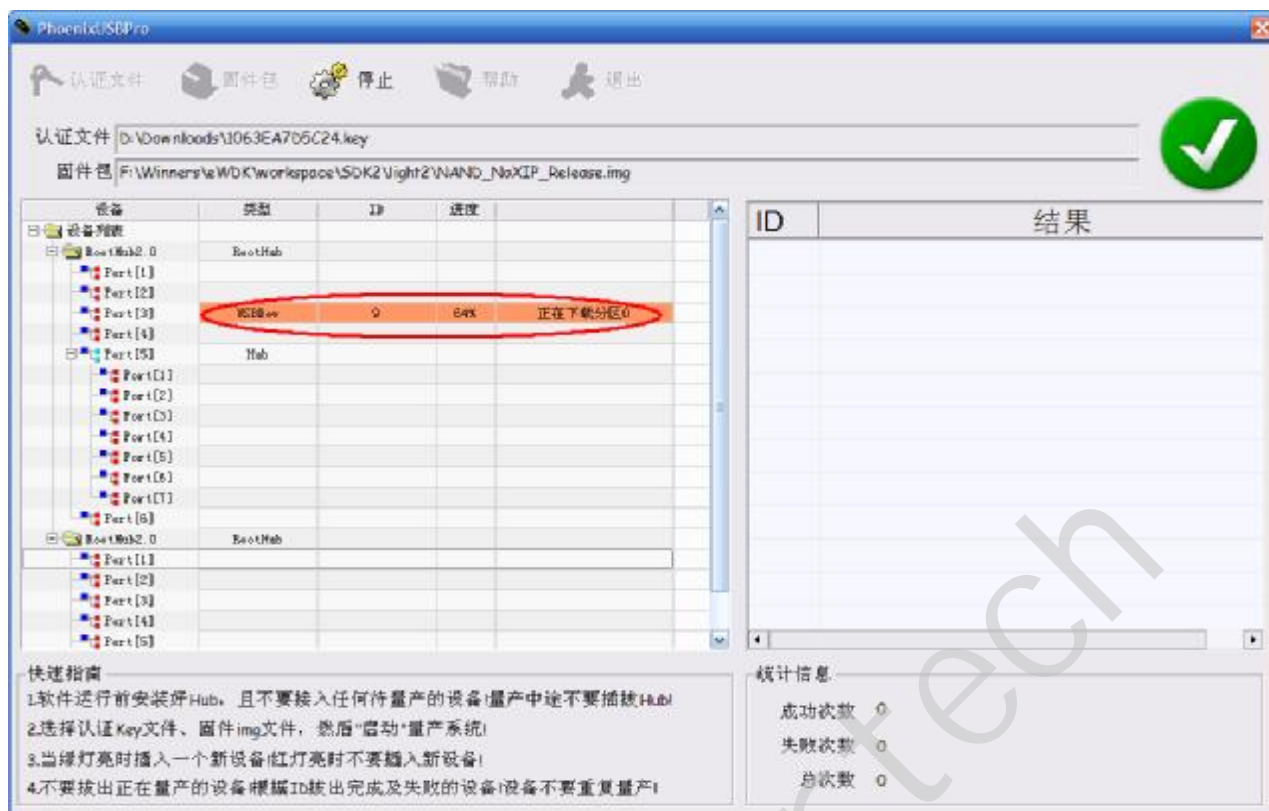 PhoenixUSBPro
认证文件 固件包 停止 帮助 退出
认证文件 D:\Downloads\1063EA7D5C24.key
固件包 F:\Winners\eWDK\workspace\SDK2\light2\NAND_NoXIP_Release.img
设备 类型 ID 进度
设备列表
RootHub2.0 RootHub
Port[1]
Port[2]
Port[3] USBDev 9 64% 正在下载分区0
Port[4]
Port[5] Hub
Port[1]
Port[2]
Port[3]
Port[4]
Port[5]
Port[6]
Port[7]
Port[6]
RootHub2.0 RootHub
Port[1]
Port[2]
Port[3]
Port[4]
Port[5]
ID 结果
快速指南
1.软件运行前安装好Hub。且不要接入任何待量产的设备!量产中途不要插拔Hub!
2.选择认证Key文件、固件img文件，然后"启动"量产系统!
3.当绿灯亮时插入一个新设备!红灯亮时不要插入新设备!
4.不要拔出正在量产的设备!根据ID拔出完成及失败的设备!设备不要重复量产!
统计信息
成功次数 0
失败次数 0
总次数 0